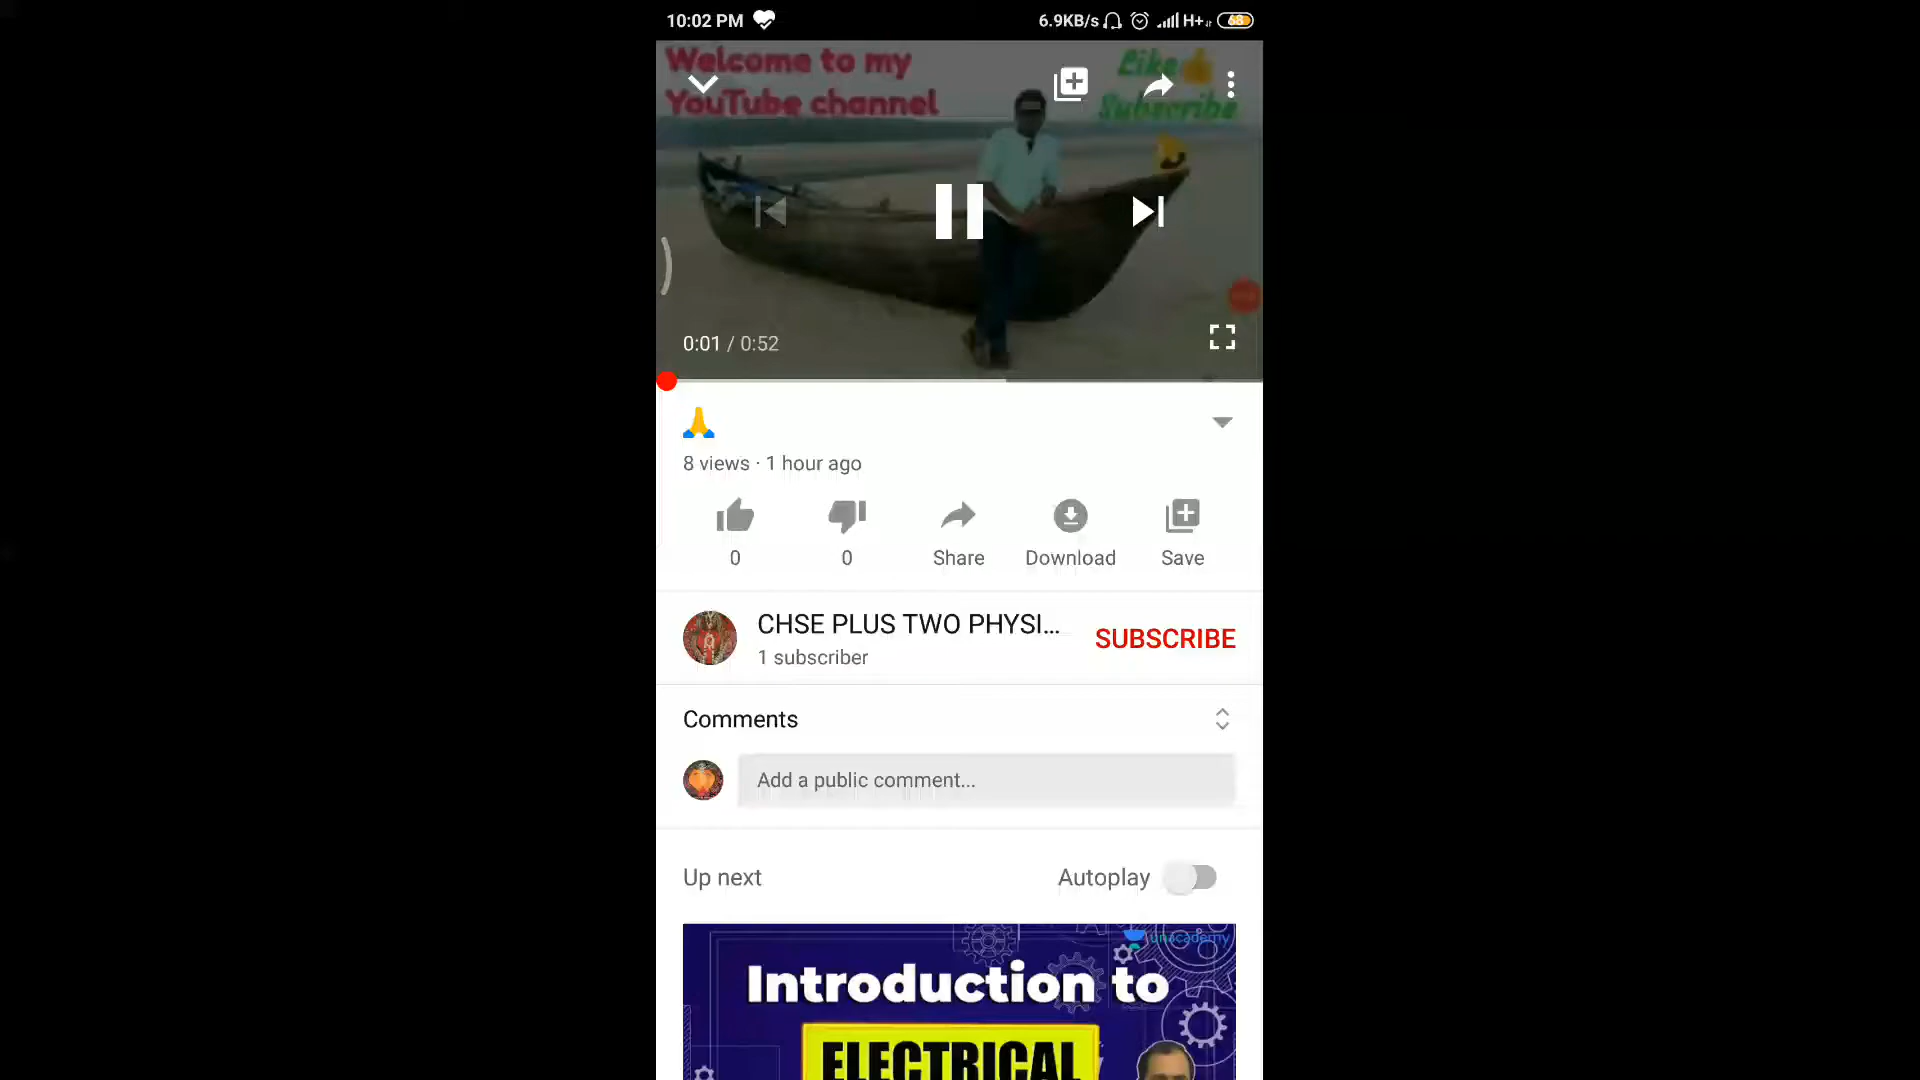 10:02 PM 6.9KB/s H+ 68
Welcome to my
YouTube channel
Like
Subscribe
0:01 / 0:52
🙏
8 views · 1 hour ago
0 0 Share Download Save
CHSE PLUS TWO PHYSI...
SUBSCRIBE
1 subscriber
Comments
Add a public comment...
Up next Autoplay
unacademy
Introduction to
ELECTRICAL